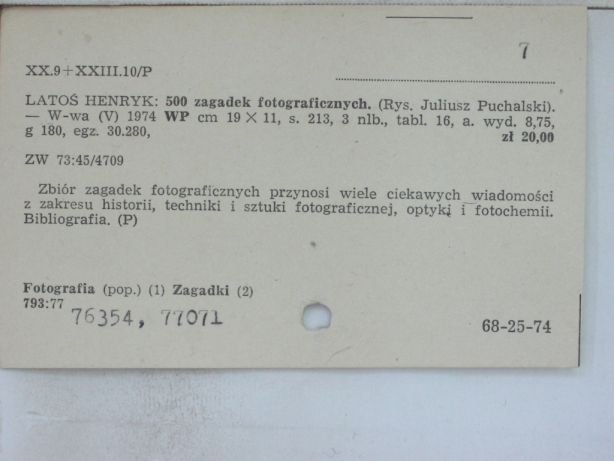 7
XX.9+XXIII.10/P
LATOŚ HENRYK: 500 zagadek fotograficznych. (Rys. Juliusz Puchalski).
— W-wa (V) 1974 WP cm 19 × 11, s. 213, 3 nlb., tabl. 16, a. wyd. 8,75,
g 180, egz. 30.280, zł 20,00
ZW 73:45/4709
Zbiór zagadek fotograficznych przynosi wiele ciekawych wiadomości
z zakresu historii, techniki i sztuki fotograficznej, optyki i fotochemii.
Bibliografia. (P)
Fotografia (pop.) (1) Zagadki (2)
793:77
76354, 77071
68-25-74